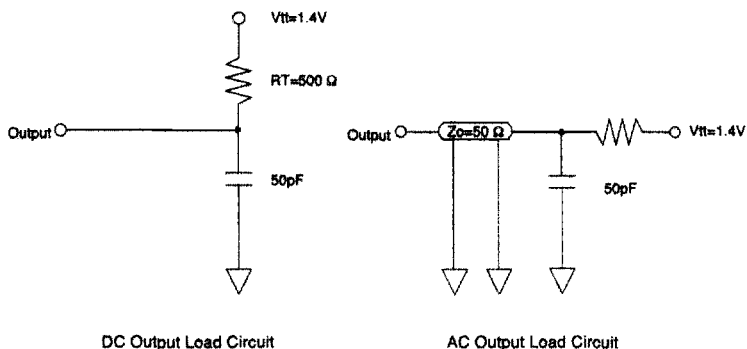 Vtt=1.4V
RT=500 Ω
Output
50pF
Output
Zo=50 Ω
Vtt=1.4V
50pF
DC Output Load Circuit
AC Output Load Circuit